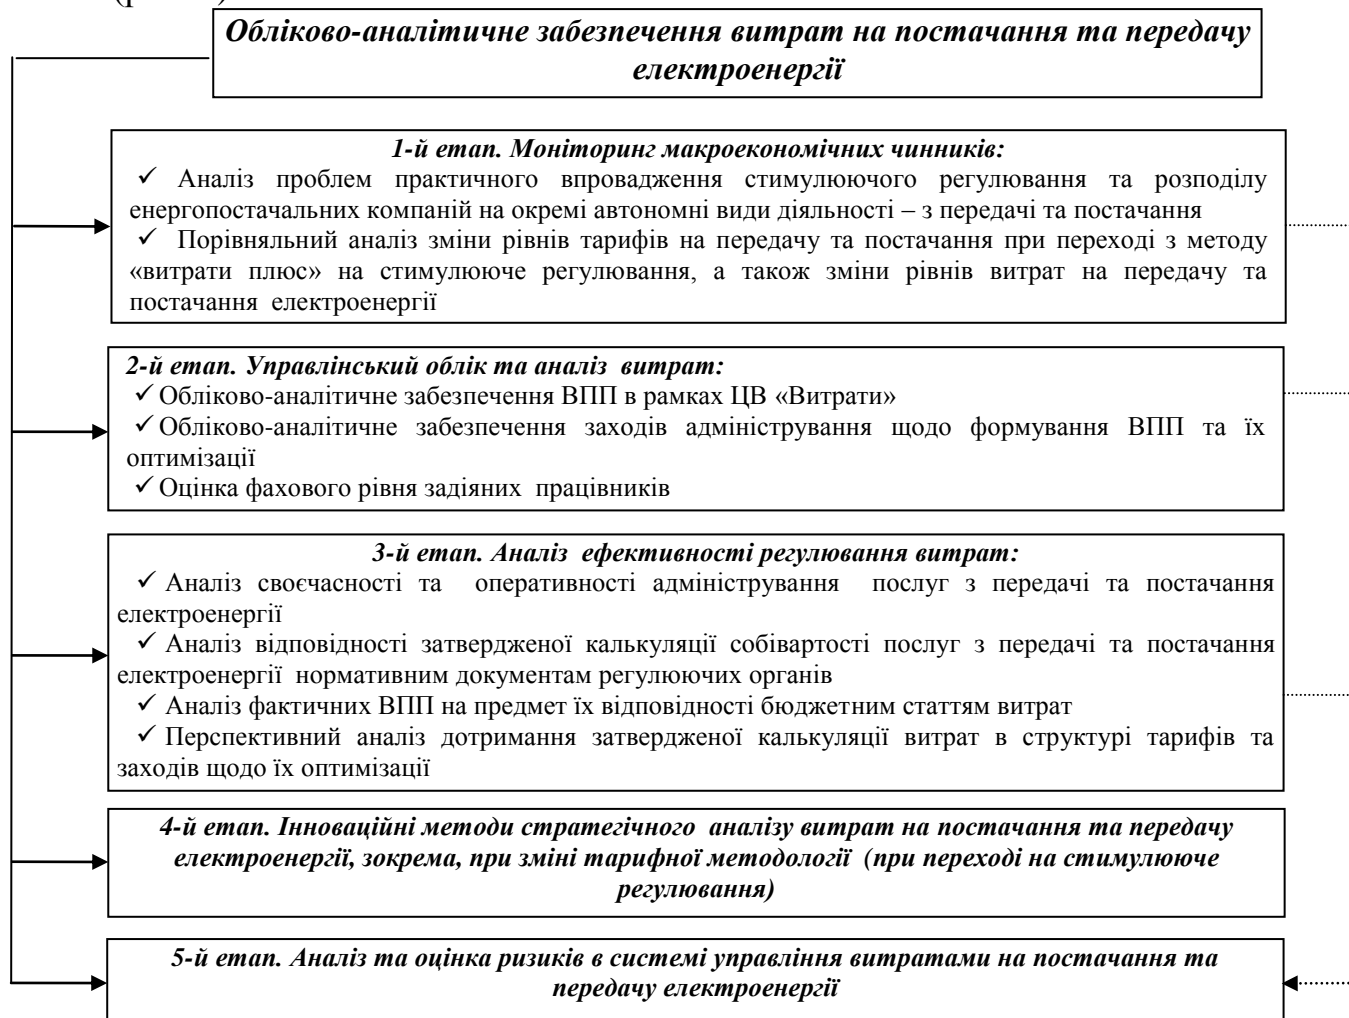 Обліково-аналітичне забезпечення витрат на постачання та передачу
електроенергії
1-й етап. Моніторинг макроекономічних чинників:
✓ Аналіз проблем практичного впровадження стимулюючого регулювання та розподілу
енергопостачальних компаній на окремі автономні види діяльності – з передачі та постачання
✓ Порівняльний аналіз зміни рівнів тарифів на передачу та постачання при переході з методу
«витрати плюс» на стимулююче регулювання, а також зміни рівнів витрат на передачу та
постачання електроенергії
2-й етап. Управлінський облік та аналіз витрат:
✓ Обліково-аналітичне забезпечення ВПП в рамках ЦВ «Витрати»
✓ Обліково-аналітичне забезпечення заходів адміністрування щодо формування ВПП та їх
оптимізації
✓ Оцінка фахового рівня задіяних працівників
3-й етап. Аналіз ефективності регулювання витрат:
✓ Аналіз своєчасності та оперативності адміністрування послуг з передачі та постачання
електроенергії
✓ Аналіз відповідності затвердженої калькуляції собівартості послуг з передачі та постачання
електроенергії нормативним документам регулюючих органів
✓ Аналіз фактичних ВПП на предмет їх відповідності бюджетним статтям витрат
✓ Перспективний аналіз дотримання затвердженої калькуляції витрат в структурі тарифів та
заходів щодо їх оптимізації
4-й етап. Інноваційні методи стратегічного аналізу витрат на постачання та передачу
електроенергії, зокрема, при зміні тарифної методології (при переході на стимулююче
регулювання)
5-й етап. Аналіз та оцінка ризиків в системі управління витратами на постачання та
передачу електроенергії